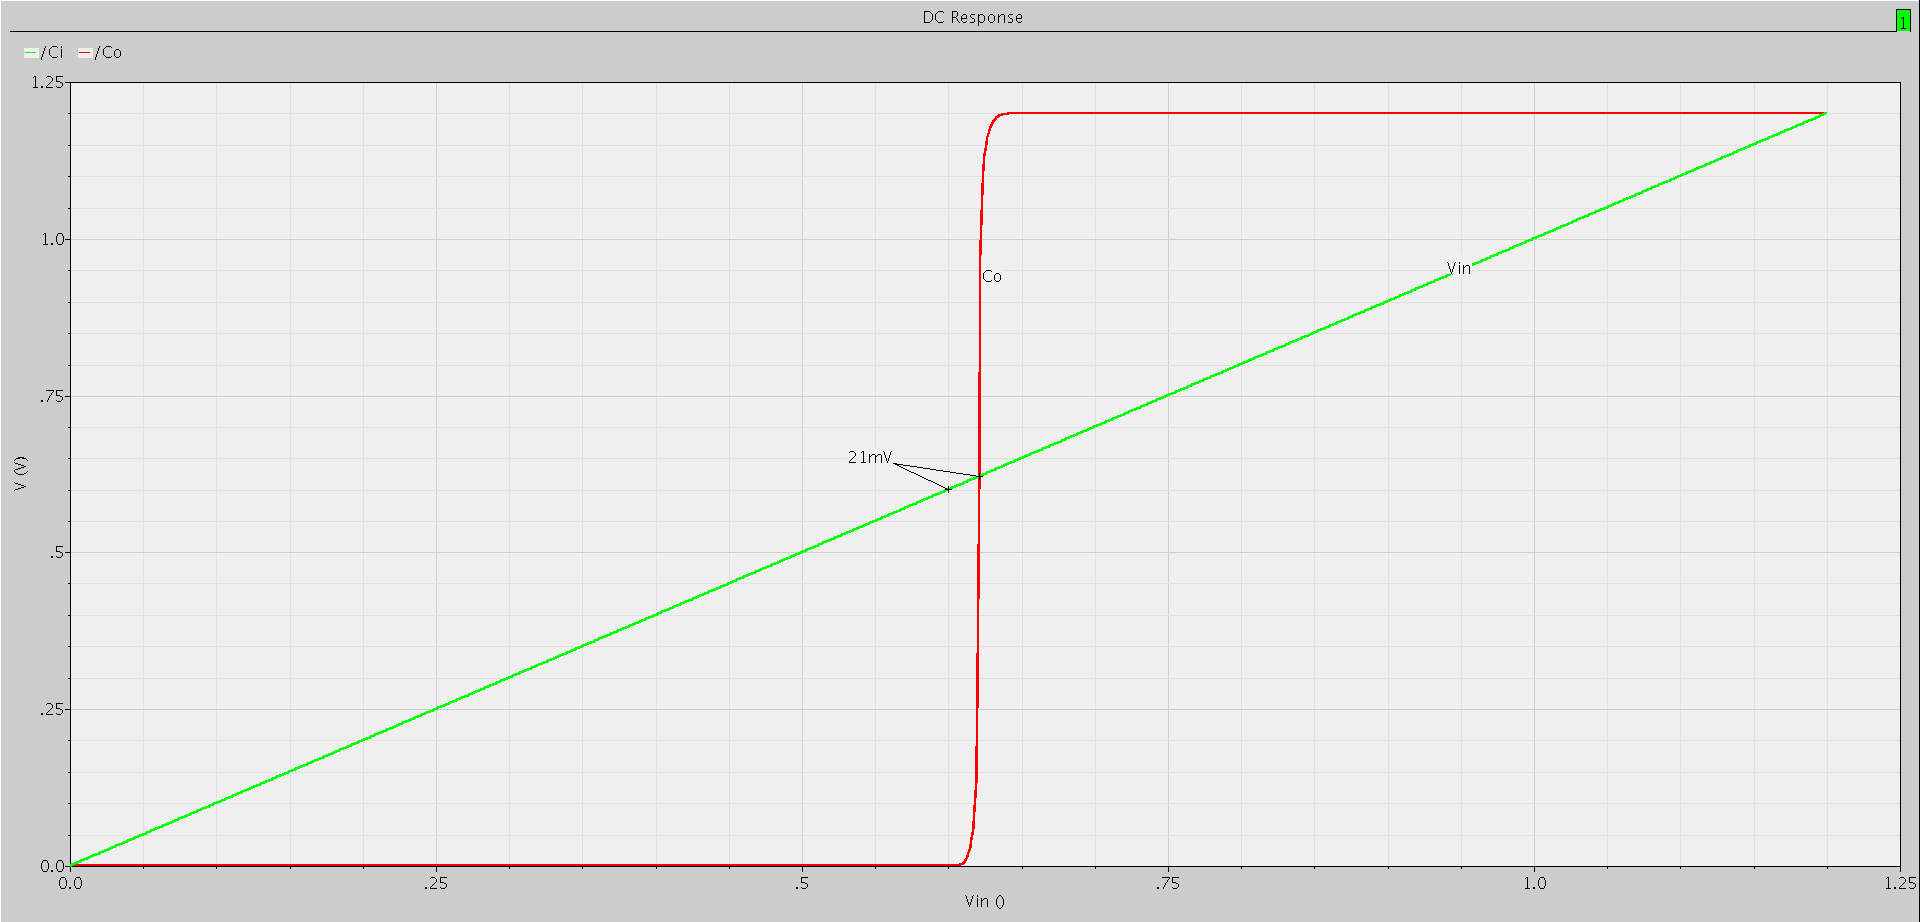 DC Response
1
/Ci /Co
1.25
1.0
.75
.5
.25
0.0
V (V)
Co
Vin
21mV
0.0 .25 .5 .75 1.0 1.25
Vin ()